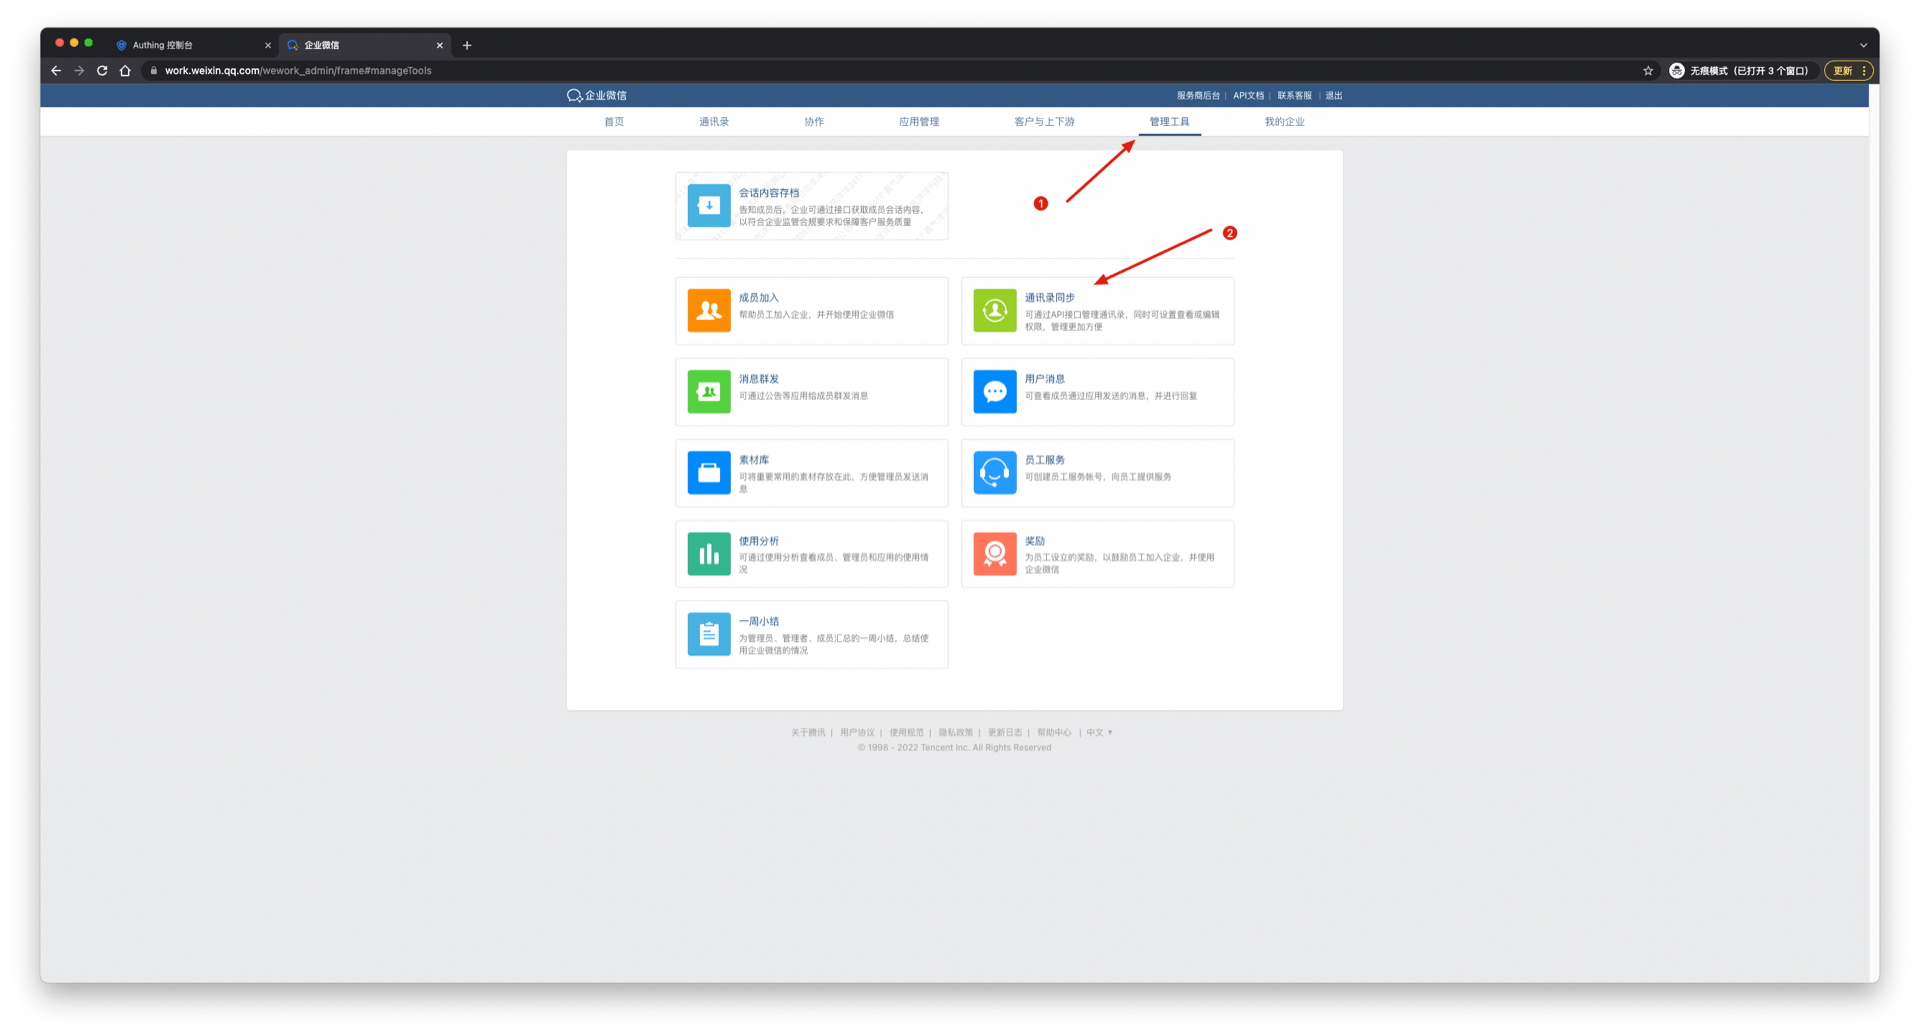 Authing 控制台
企业微信
work.weixin.qq.com/wework_admin/frame#manageTools
无痕模式（已打开 3 个窗口）
更新
企业微信
服务商后台 | API文档 | 联系客服 | 退出
首页
通讯录
协作
应用管理
客户与上下游
管理工具
我的企业
会话内容存档
告知成员后，企业可通过接口获取成员会话内容，
以符合企业监管合规要求和保障客户服务质量
1
2
成员加入
帮助员工加入企业，并开始使用企业微信
通讯录同步
可通过API接口管理通讯录，同时可设置查看或编辑
权限，管理更加方便
消息群发
可通过公告等应用给成员群发消息
用户消息
可查看成员通过应用发送的消息，并进行回复
素材库
可将重要常用的素材存放在此，方便管理员发送消
息
员工服务
可创建员工服务帐号，向员工提供服务
使用分析
可通过使用分析查看成员、管理员和应用的使用情
况
奖励
为员工设立的奖励，以鼓励员工加入企业，并使用
企业微信
一周小结
为管理员、管理者、成员汇总的一周小结，总结使
用企业微信的情况
关于腾讯 | 用户协议 | 使用规范 | 隐私政策 | 更新日志 | 帮助中心 | 中文
© 1998 - 2022 Tencent Inc. All Rights Reserved